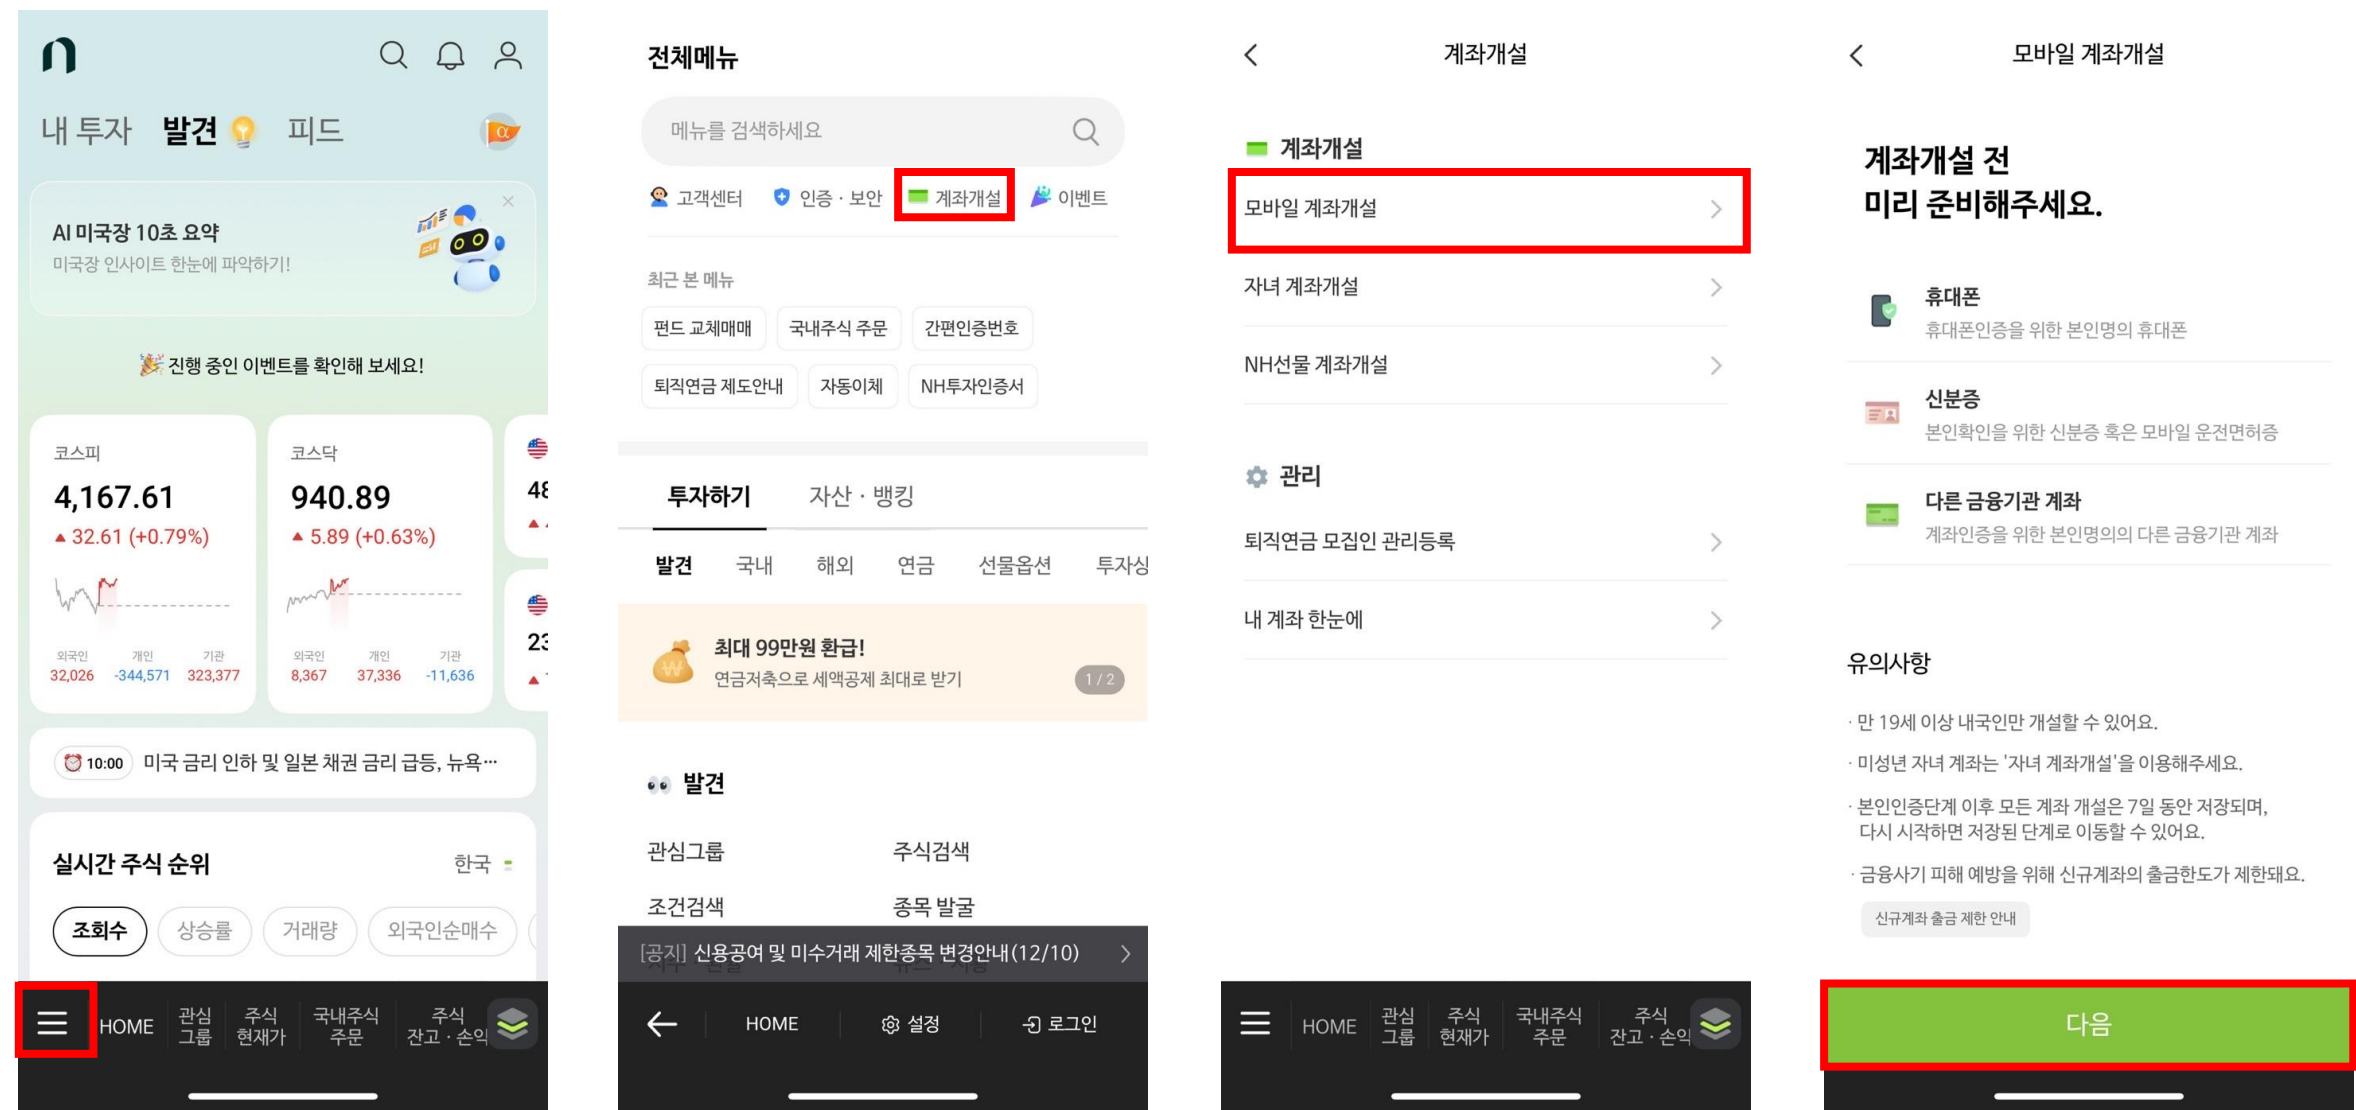 내 투자 발견 피드
AI 미국장 10초 요약
미국장 인사이트 한눈에 파악하기!
진행 중인 이벤트를 확인해 보세요!
코스피
4,167.61
▲ 32.61 (+0.79%)
외국인 개인 기관
32,026 -344,571 323,377
코스닥
940.89
▲ 5.89 (+0.63%)
외국인 개인 기관
8,367 37,336 -11,636
48
23
10:00 미국 금리 인하 및 일본 채권 금리 급등, 뉴욕…
실시간 주식 순위 한국
조회수 상승률 거래량 외국인순매수
HOME
관심
그룹
주식
현재가
국내주식
주문
주식
잔고 · 손익
전체메뉴
메뉴를 검색하세요
고객센터 인증 · 보안 계좌개설 이벤트
최근 본 메뉴
펀드 교체매매 국내주식 주문 간편인증번호
퇴직연금 제도안내 자동이체 NH투자인증서
투자하기 자산 · 뱅킹
발견 국내 해외 연금 선물옵션 투자상
최대 99만원 환급!
연금저축으로 세액공제 최대로 받기 1 / 2
발견
관심그룹 주식검색
조건검색 종목 발굴
[공지] 신용공여 및 미수거래 제한종목 변경안내(12/10)
HOME 설정 로그인
계좌개설
계좌개설
모바일 계좌개설
자녀 계좌개설
NH선물 계좌개설
관리
퇴직연금 모집인 관리등록
내 계좌 한눈에
HOME
관심
그룹
주식
현재가
국내주식
주문
주식
잔고 · 손익
모바일 계좌개설
계좌개설 전
미리 준비해주세요.
휴대폰
휴대폰인증을 위한 본인명의 휴대폰
신분증
본인확인을 위한 신분증 혹은 모바일 운전면허증
다른 금융기관 계좌
계좌인증을 위한 본인명의의 다른 금융기관 계좌
유의사항
· 만 19세 이상 내국인만 개설할 수 있어요.
· 미성년 자녀 계좌는 '자녀 계좌개설'을 이용해주세요.
· 본인인증단계 이후 모든 계좌 개설은 7일 동안 저장되며,
다시 시작하면 저장된 단계로 이동할 수 있어요.
· 금융사기 피해 예방을 위해 신규계좌의 출금한도가 제한돼요.
신규계좌 출금 제한 안내
다음